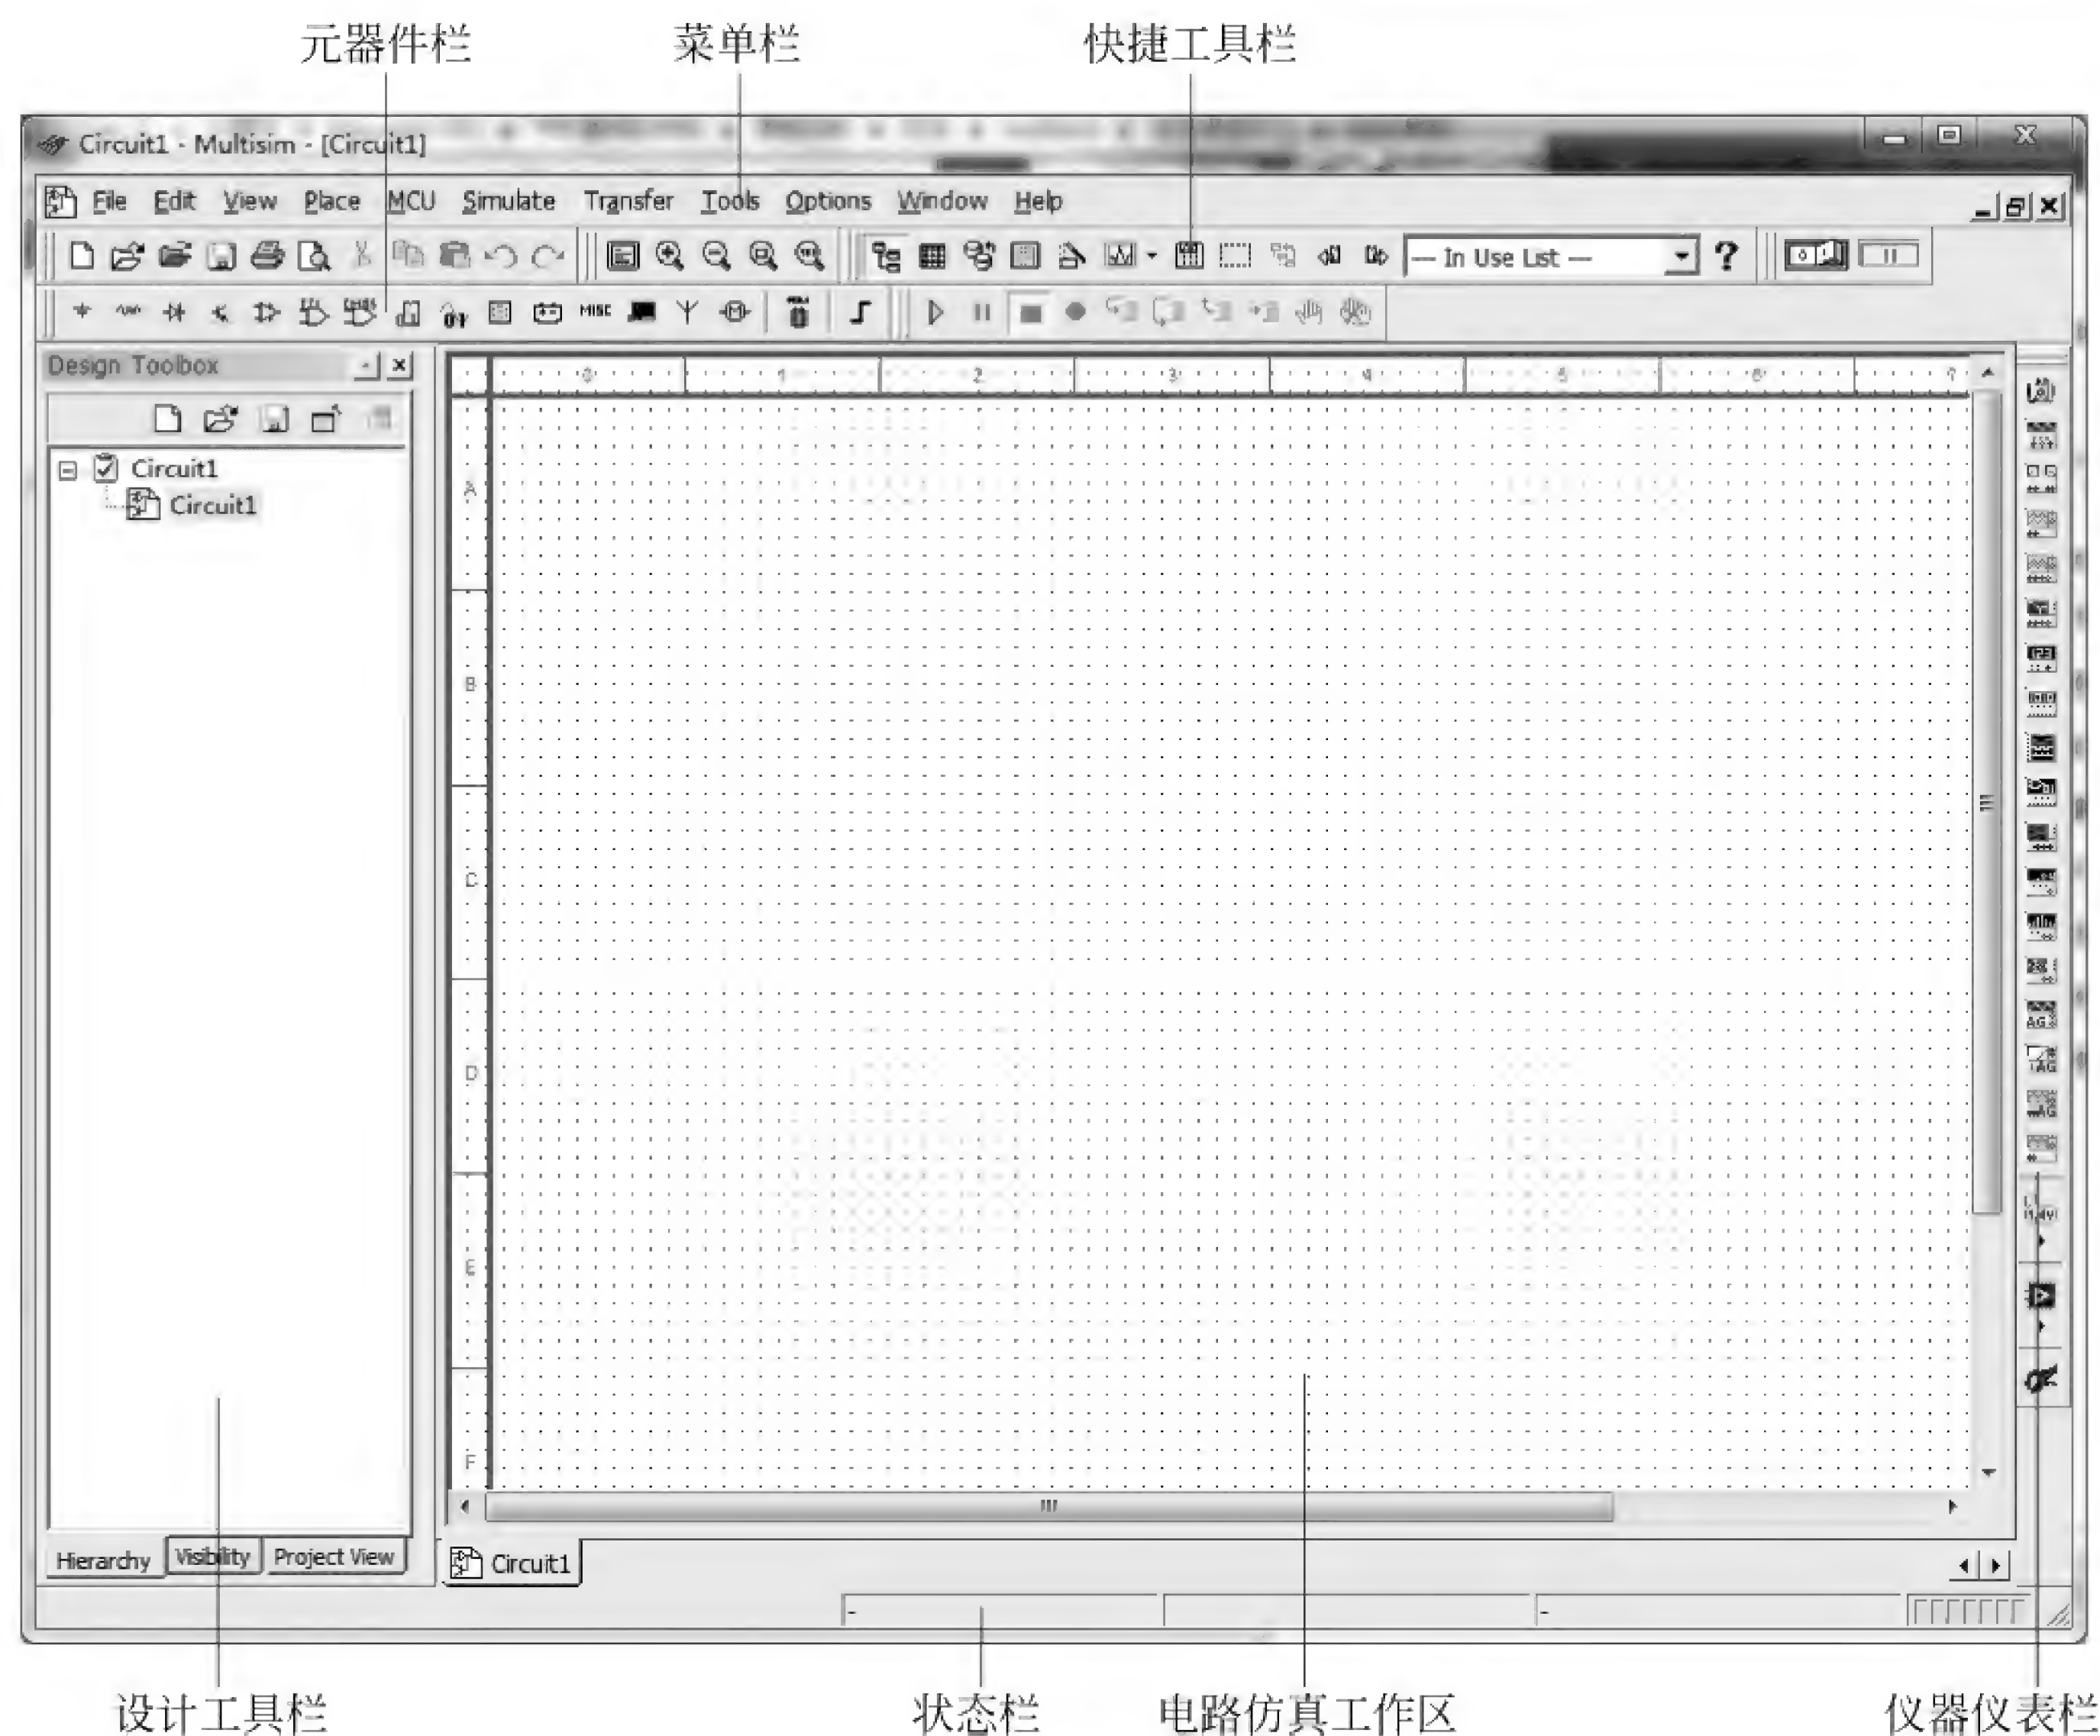 元器件栏 菜单栏 快捷工具栏
Circuit1 - Multisim - [Circuit1]
File Edit View Place MCU Simulate Transfer Tools Options Window Help
— In Use List — ?
MISC
Design Toolbox
0 1 2 3 4 5 6 7
Circuit1
Circuit1
A
B
C
D
E
F
Hierarchy Visibility Project View
Circuit1
设计工具栏 状态栏 电路仿真工作区 仪器仪表栏